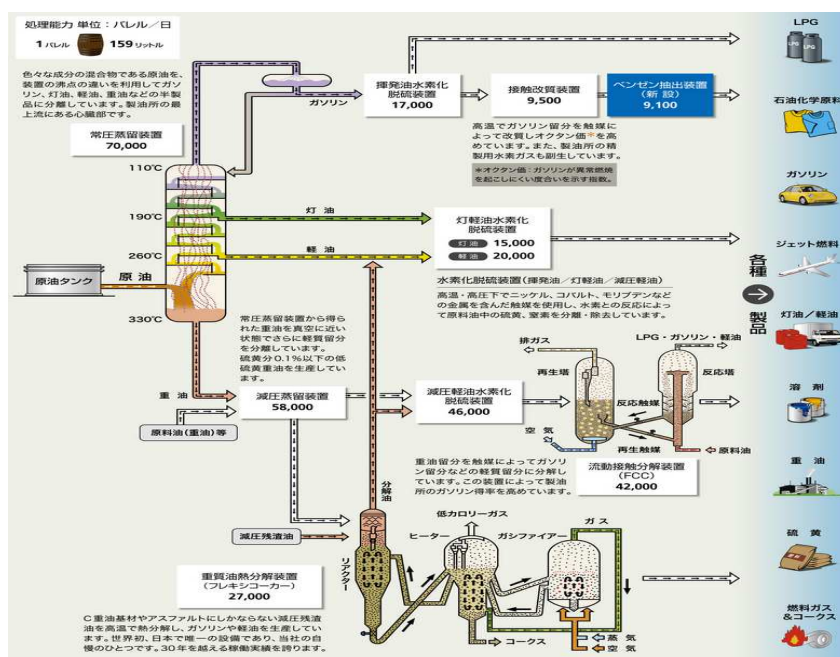 処理能力 単位：バレル／日
1 バレル 159 リットル
色々な成分の混合物である原油を、
装置の沸点の違いを利用してガソ
リン、灯油、軽油、重油などの半製
品に分離しています。製油所の最
上流にある心臓部です。
常圧蒸留装置
70,000
110℃
190℃
260℃
330℃
原油タンク
原油
ガソリン
揮発油水素化
脱硫装置
17,000
接触改質装置
9,500
ベンゼン抽出装置
（新設）
9,100
高温でガソリン留分を触媒
によって改質しオクタン価＊を高
めています。また、製油所の精
製用水素ガスも副生しています。
＊オクタン価：ガソリンが異常燃焼
を起こしにくい度合いを示す指数。
灯油
軽油
灯軽油水素化
脱硫装置
灯油 15,000
軽油 20,000
水素化脱硫装置（揮発油／灯軽油／減圧軽油）
高温・高圧下でニッケル、コバルト、モリブデンなど
の金属を含んだ触媒を使用し、水素との反応によ
って原料油中の硫黄、窒素を分離・除去しています。
常圧蒸留装置から得ら
れた重油を真空に近い
状態でさらに軽質留分
を分離しています。
硫黄分0.1％以下の低
硫黄重油を生産してい
ます。
重油
減圧蒸留装置
58,000
原料油(重油)等
減圧軽油水素化
脱硫装置
46,000
排ガス
再生塔
LPG・ガソリン・軽油
反応塔
反応触媒
空気
再生触媒
原料油
流動接触分解装置
（FCC）
42,000
重油留分を触媒によってガソリ
ン留分などの軽質留分に分解し
ています。この装置によって製油
所のガソリン得率を高めています。
分解油
減圧残渣油
リアクター
低カロリーガス
ヒーター
ガシファイアー
ガス
コークス
蒸気
空気
重質油熱分解装置
（フレキシコーカー）
27,000
C重油基材やアスファルトにしかならない減圧残渣
油を高温で熱分解し、ガソリンや軽油を生産してい
ます。世界初、日本で唯一の設備であり、当社の自
慢のひとつです。30年を越える稼働実績を誇ります。
各種
製品
LPG
LPG
LPG
石油化学原料
ガソリン
ジェット燃料
灯油／軽油
溶剤
重油
硫黄
燃料ガス
&コークス